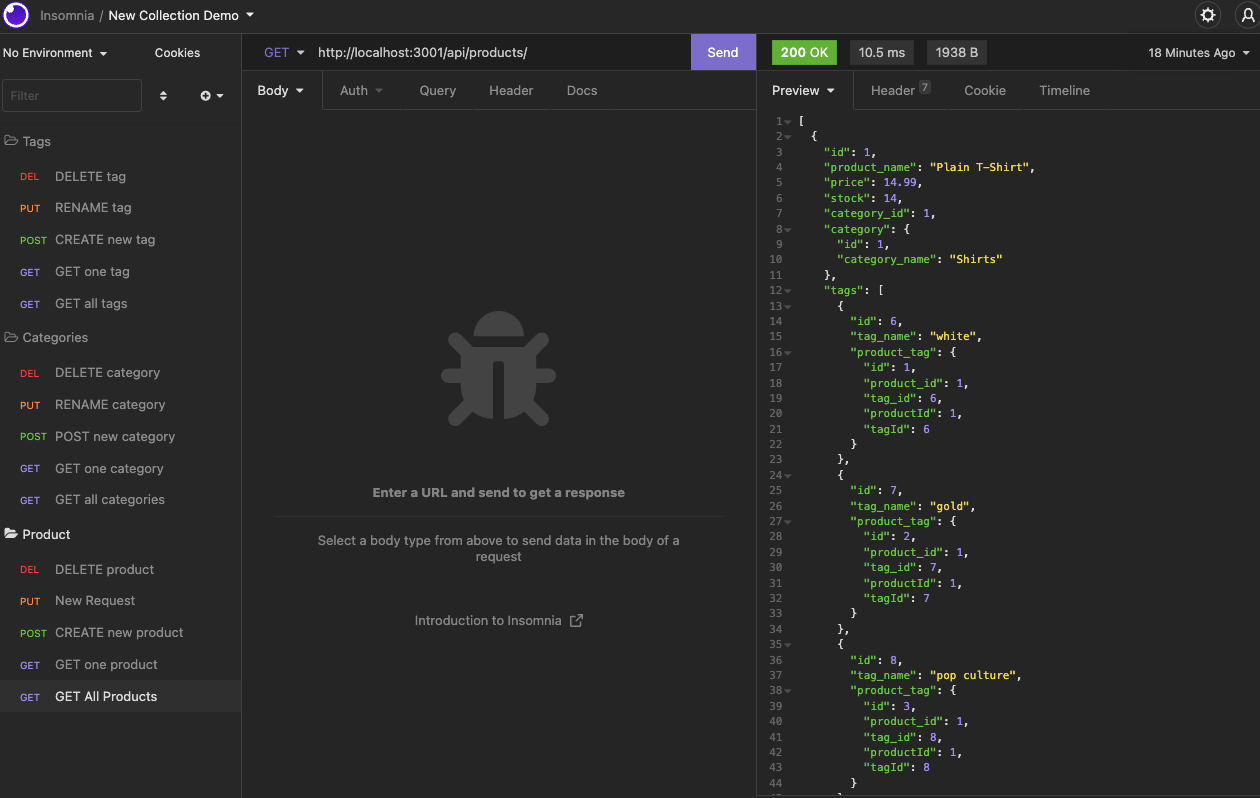 Insomnia / New Collection Demo
No Environment
Cookies
Filter
Tags
DEL DELETE tag
PUT RENAME tag
POST CREATE new tag
GET GET one tag
GET GET all tags
Categories
DEL DELETE category
PUT RENAME category
POST POST new category
GET GET one category
GET GET all categories
Product
DEL DELETE product
PUT New Request
POST CREATE new product
GET GET one product
GET GET All Products
GET http://localhost:3001/api/products/ Send
Body Auth Query Header Docs
Enter a URL and send to get a response
Select a body type from above to send data in the body of a
request
Introduction to Insomnia
200 OK 10.5 ms 1938 B 18 Minutes Ago
Preview Header 7 Cookie Timeline
1 [
2 {
3 "id": 1,
4 "product_name": "Plain T-Shirt",
5 "price": 14.99,
6 "stock": 14,
7 "category_id": 1,
8 "category": {
9 "id": 1,
10 "category_name": "Shirts"
11 },
12 "tags": [
13 {
14 "id": 6,
15 "tag_name": "white",
16 "product_tag": {
17 "id": 1,
18 "product_id": 1,
19 "tag_id": 6,
20 "productId": 1,
21 "tagId": 6
22 }
23 },
24 {
25 "id": 7,
26 "tag_name": "gold",
27 "product_tag": {
28 "id": 2,
29 "product_id": 1,
30 "tag_id": 7,
31 "productId": 1,
32 "tagId": 7
33 }
34 },
35 {
36 "id": 8,
37 "tag_name": "pop culture",
38 "product_tag": {
39 "id": 3,
40 "product_id": 1,
41 "tag_id": 8,
42 "productId": 1,
43 "tagId": 8
44 }